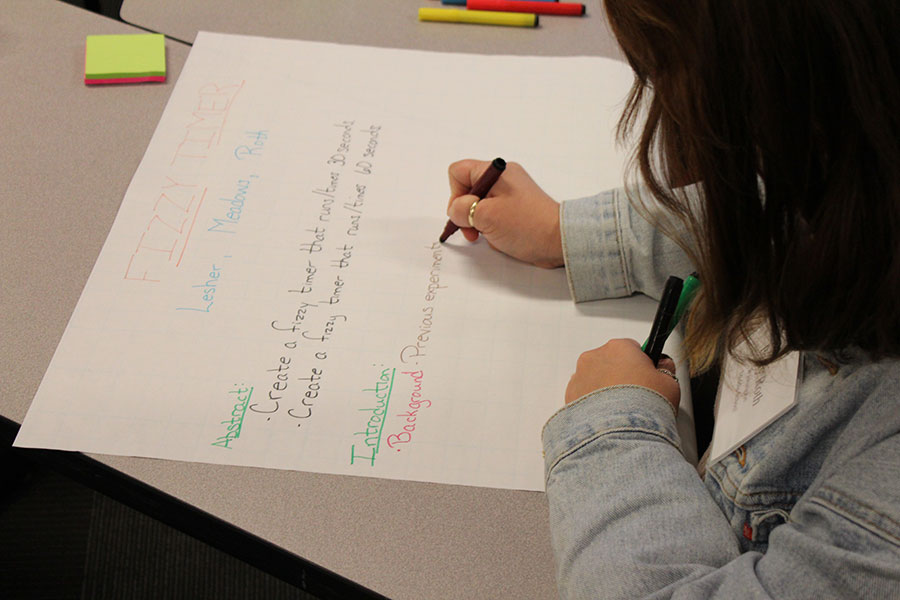 FIZZY TIMER
Lesher, Meadows, Roth
Abstract:
· Create a fizzy timer that runs/times 30 seconds
· Create a fizzy timer that runs/times 60 seconds
Introduction:
· Background · Previous experiment